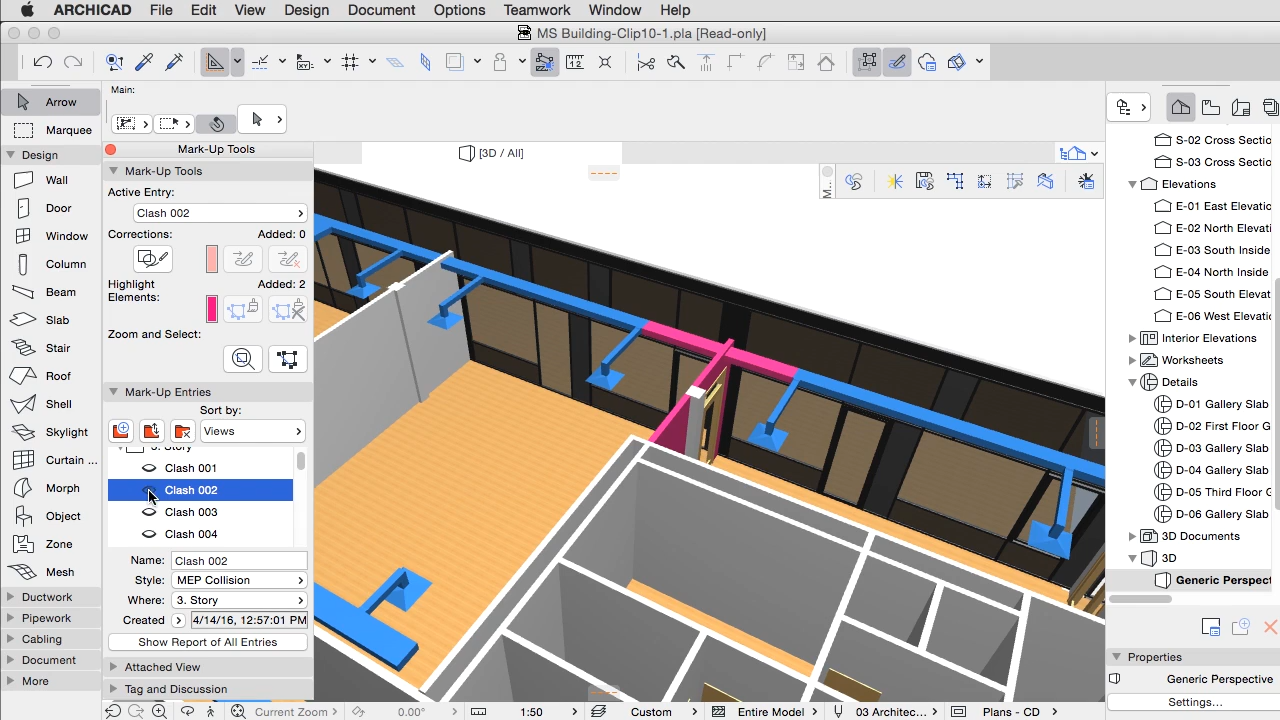 ARCHICAD File Edit View Design Document Options Teamwork Window Help
MS Building-Clip10-1.pla [Read-only]
Main:
Arrow
Marquee
Design
Wall
Door
Window
Column
Beam
Slab
Stair
Roof
Shell
Skylight
Curtain ...
Morph
Object
Zone
Mesh
Ductwork
Pipework
Cabling
Document
More
Mark-Up Tools
Mark-Up Tools
Active Entry:
Clash 002
Corrections: Added: 0
Highlight Elements: Added: 2
Zoom and Select:
Mark-Up Entries
Sort by:
Views
3. Story
Clash 001
Clash 002
Clash 003
Clash 004
Name: Clash 002
Style: MEP Collision
Where: 3. Story
Created 4/14/16, 12:57:01 PM
Show Report of All Entries
Attached View
Tag and Discussion
[3D / All]
M...
S-02 Cross Sectio
S-03 Cross Sectio
Elevations
E-01 East Elevatio
E-02 North Elevati
E-03 South Inside
E-04 North Inside
E-05 South Elevat
E-06 West Elevatio
Interior Elevations
Worksheets
Details
D-01 Gallery Slab
D-02 First Floor G
D-03 Gallery Slab
D-04 Gallery Slab
D-05 Third Floor G
D-06 Gallery Slab
3D Documents
3D
Generic Perspect
Properties
Generic Perspective
Settings...
Current Zoom 0.00° 1:50 Custom Entire Model 03 Architec... Plans - CD